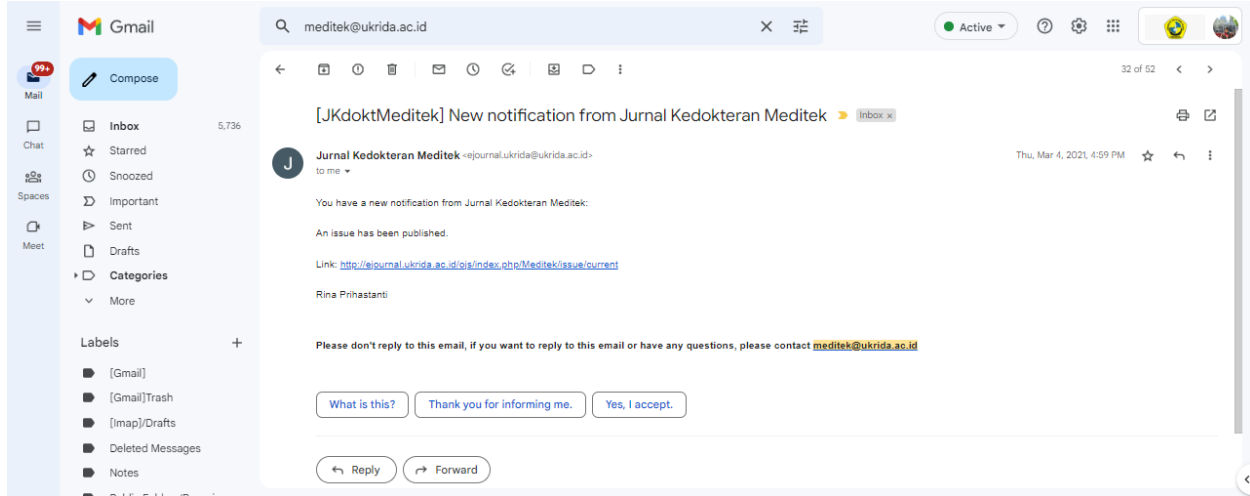 Gmail
meditek@ukrida.ac.id
Active
99+
Mail
Chat
Spaces
Meet
Compose
Inbox 5,736
Starred
Snoozed
Important
Sent
Drafts
Categories
More
Labels +
[Gmail]
[Gmail]Trash
[Imap]/Drafts
Deleted Messages
Notes
32 of 52
[JKdoktMeditek] New notification from Jurnal Kedokteran Meditek Inbox x
J
Jurnal Kedokteran Meditek <ejournal.ukrida@ukrida.ac.id> Thu, Mar 4, 2021, 4:59 PM
to me
You have a new notification from Jurnal Kedokteran Meditek:
An issue has been published.
Link: http://ejournal.ukrida.ac.id/ojs/index.php/Meditek/issue/current
Rina Prihastanti
Please don't reply to this email, if you want to reply to this email or have any questions, please contact meditek@ukrida.ac.id
What is this? Thank you for informing me. Yes, I accept.
Reply Forward